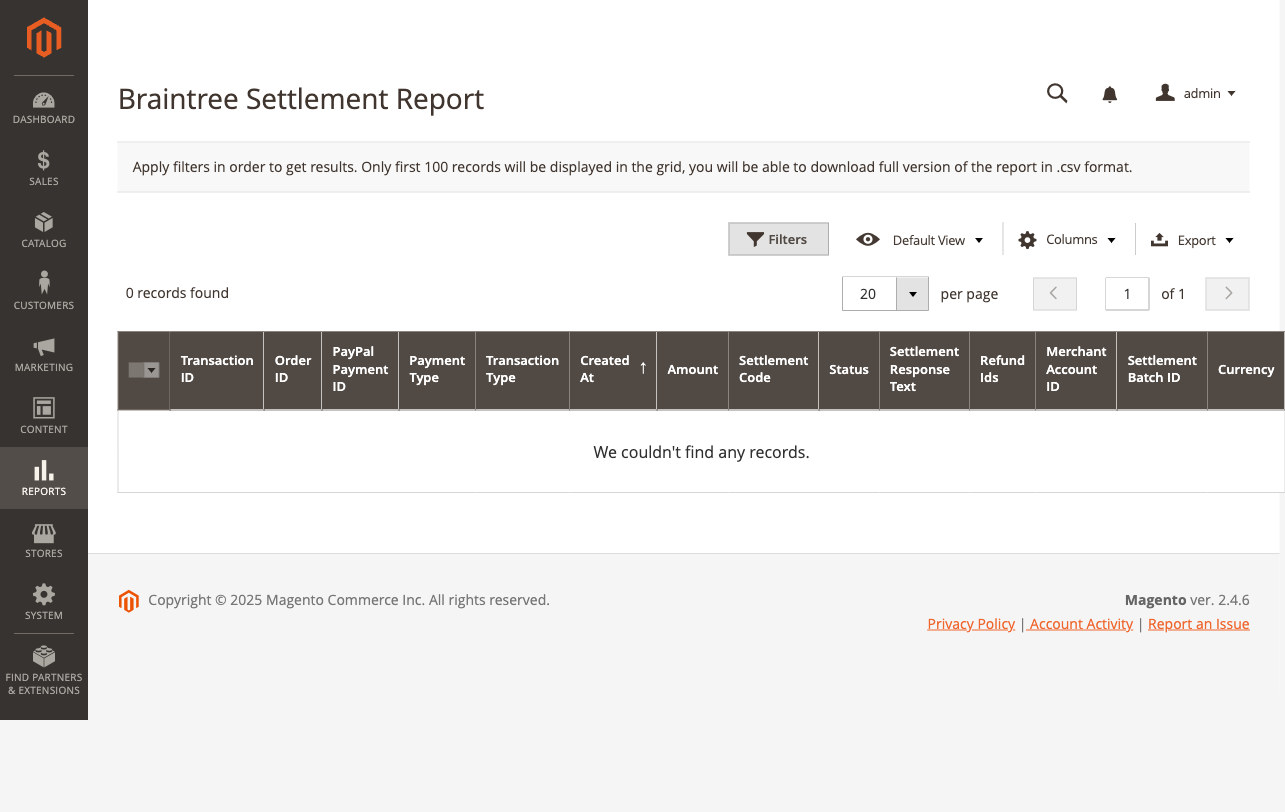 DASHBOARD
SALES
CATALOG
CUSTOMERS
MARKETING
CONTENT
REPORTS
STORES
SYSTEM
FIND PARTNERS
& EXTENSIONS
Braintree Settlement Report
admin
Apply filters in order to get results. Only first 100 records will be displayed in the grid, you will be able to download full version of the report in .csv format.
Filters
Default View
Columns
Export
0 records found
20
per page
1
of 1
Transaction
ID
Order
ID
PayPal
Payment
ID
Payment
Type
Transaction
Type
Created
At
↑
Amount
Settlement
Code
Status
Settlement
Response
Text
Refund
Ids
Merchant
Account
ID
Settlement
Batch ID
Currency
We couldn't find any records.
Copyright © 2025 Magento Commerce Inc. All rights reserved.
Magento ver. 2.4.6
Privacy Policy | Account Activity | Report an Issue